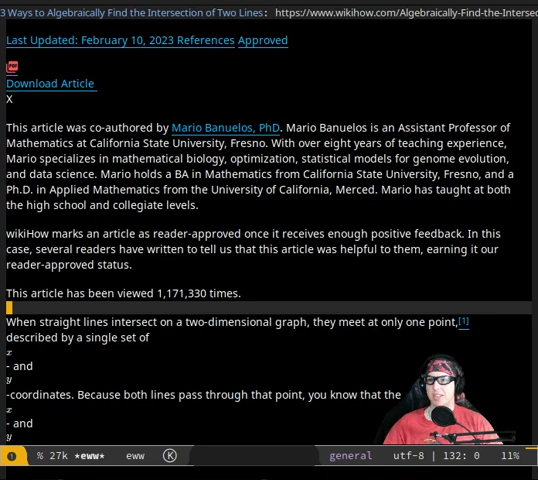 3 Ways to Algebraically Find the Intersection of Two Lines: https://www.wikihow.com/Algebraically-Find-the-Intersec
Last Updated: February 10, 2023 References Approved
PDF
Download Article
X
This article was co-authored by Mario Banuelos, PhD. Mario Banuelos is an Assistant Professor of
Mathematics at California State University, Fresno. With over eight years of teaching experience,
Mario specializes in mathematical biology, optimization, statistical models for genome evolution,
and data science. Mario holds a BA in Mathematics from California State University, Fresno, and a
Ph.D. in Applied Mathematics from the University of California, Merced. Mario has taught at both
the high school and collegiate levels.
wikiHow marks an article as reader-approved once it receives enough positive feedback. In this
case, several readers have written to tell us that this article was helpful to them, earning it our
reader-approved status.
This article has been viewed 1,171,330 times.
When straight lines intersect on a two-dimensional graph, they meet at only one point,[1]
described by a single set of
x
- and
y
-coordinates. Because both lines pass through that point, you know that the
x
- and
y
1 % 27k *eww* eww K general utf-8 | 132: 0 11%